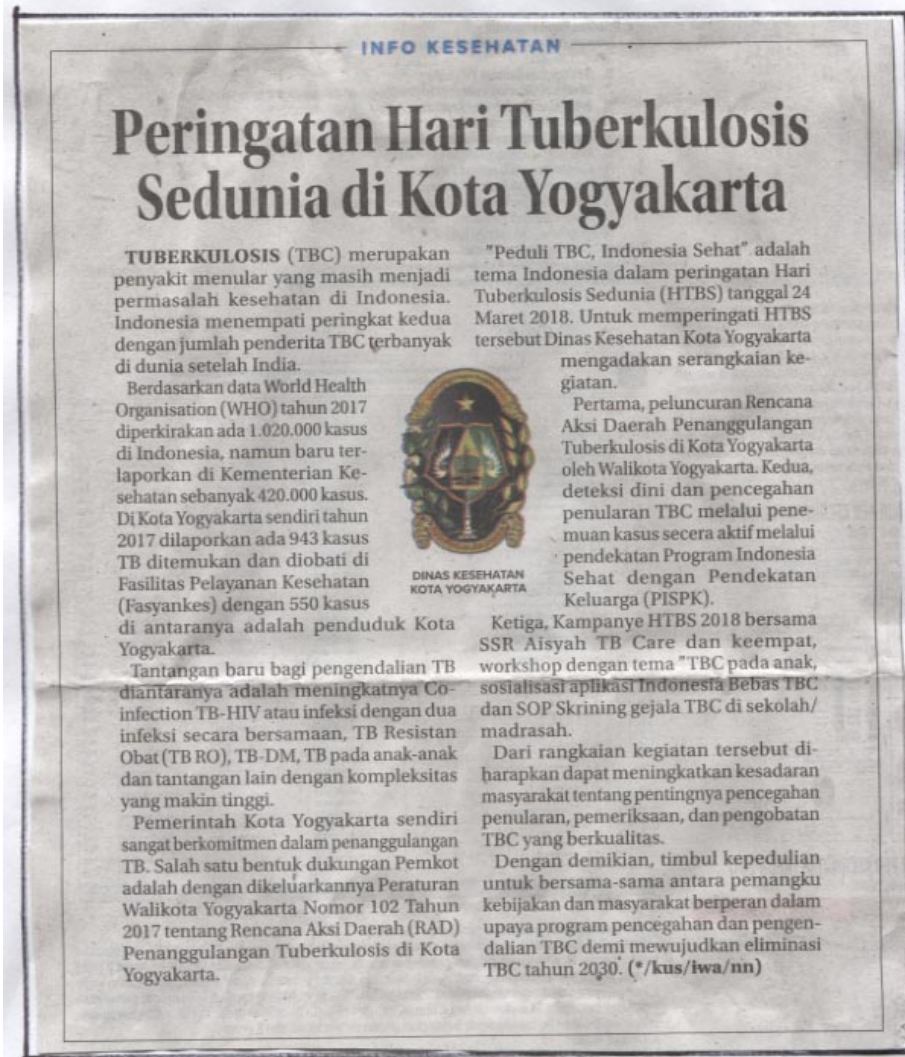 INFO KESEHATAN
Peringatan Hari Tuberkulosis
Sedunia di Kota Yogyakarta
TUBERKULOSIS (TBC) merupakan
penyakit menular yang masih menjadi
permasalah kesehatan di Indonesia.
Indonesia menempati peringkat kedua
dengan jumlah penderita TBC terbanyak
di dunia setelah India.
Berdasarkan data World Health
Organisation (WHO) tahun 2017
diperkirakan ada 1.020.000 kasus
di Indonesia, namun baru ter-
laporkan di Kementerian Ke-
sehatan sebanyak 420.000 kasus.
Di Kota Yogyakarta sendiri tahun
2017 dilaporkan ada 943 kasus
TB ditemukan dan diobati di
Fasilitas Pelayanan Kesehatan
(Fasyankes) dengan 550 kasus
di antaranya adalah penduduk Kota
Yogyakarta.
Tantangan baru bagi pengendalian TB
diantaranya adalah meningkatnya Co-
infection TB-HIV atau infeksi dengan dua
infeksi secara bersamaan, TB Resistan
Obat (TB RO), TB-DM, TB pada anak-anak
dan tantangan lain dengan kompleksitas
yang makin tinggi.
Pemerintah Kota Yogyakarta sendiri
sangat berkomitmen dalam penanggulangan
TB. Salah satu bentuk dukungan Pemkot
adalah dengan dikeluarkannya Peraturan
Walikota Yogyakarta Nomor 102 Tahun
2017 tentang Rencana Aksi Daerah (RAD)
Penanggulangan Tuberkulosis di Kota
Yogyakarta.
DINAS KESEHATAN
KOTA YOGYAKARTA
"Peduli TBC, Indonesia Sehat" adalah
tema Indonesia dalam peringatan Hari
Tuberkulosis Sedunia (HTBS) tanggal 24
Maret 2018. Untuk memperingati HTBS
tersebut Dinas Kesehatan Kota Yogyakarta
mengadakan serangkaian ke-
giatan.
Pertama, peluncuran Rencana
Aksi Daerah Penanggulangan
Tuberkulosis di Kota Yogyakarta
oleh Walikota Yogyakarta. Kedua,
deteksi dini dan pencegahan
penularan TBC melalui pene-
muan kasus secera aktif melalui
pendekatan Program Indonesia
Sehat dengan Pendekatan
Keluarga (PISPK).
Ketiga, Kampanye HTBS 2018 bersama
SSR Aisyah TB Care dan keempat,
workshop dengan tema "TBC pada anak,
sosialisasi aplikasi Indonesia Bebas TBC
dan SOP Skrining gejala TBC di sekolah/
madrasah.
Dari rangkaian kegiatan tersebut di-
harapkan dapat meningkatkan kesadaran
masyarakat tentang pentingnya pencegahan
penularan, pemeriksaan, dan pengobatan
TBC yang berkualitas.
Dengan demikian, timbul kepedulian
untuk bersama-sama antara pemangku
kebijakan dan masyarakat berperan dalam
upaya program pencegahan dan pengen-
dalian TBC demi mewujudkan eliminasi
TBC tahun 2030. (*/kus/iwa/nn)